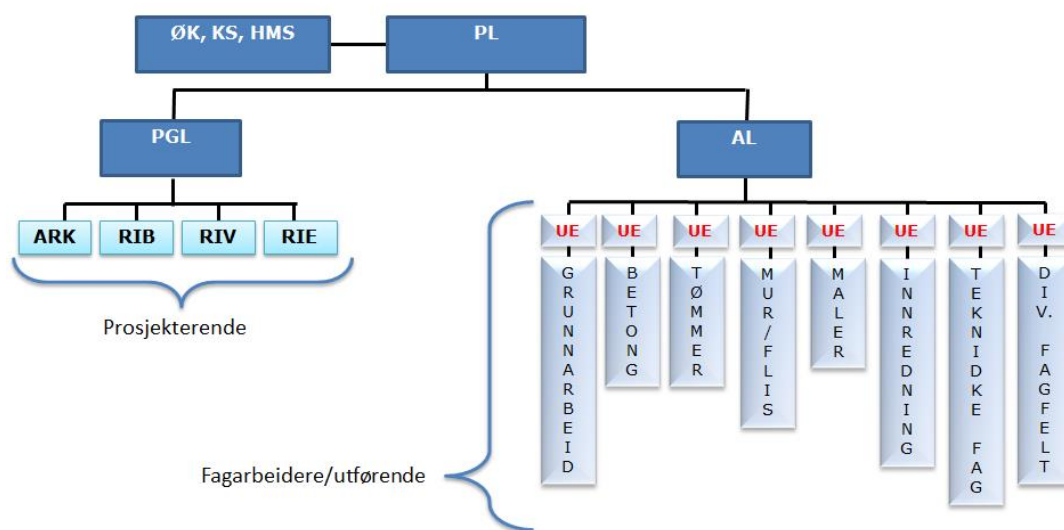 ØK, KS, HMS
PL
PGL
AL
ARK
RIB
RIV
RIE
Prosjekterende
UE
UE
UE
UE
UE
UE
UE
UE
GRUNNARBEID
BETONG
TØMMER
MUR/FLIS
MALER
INNREDNING
TEKNIDKE FAG
DIV. FAGFELT
Fagarbeidere/utførende